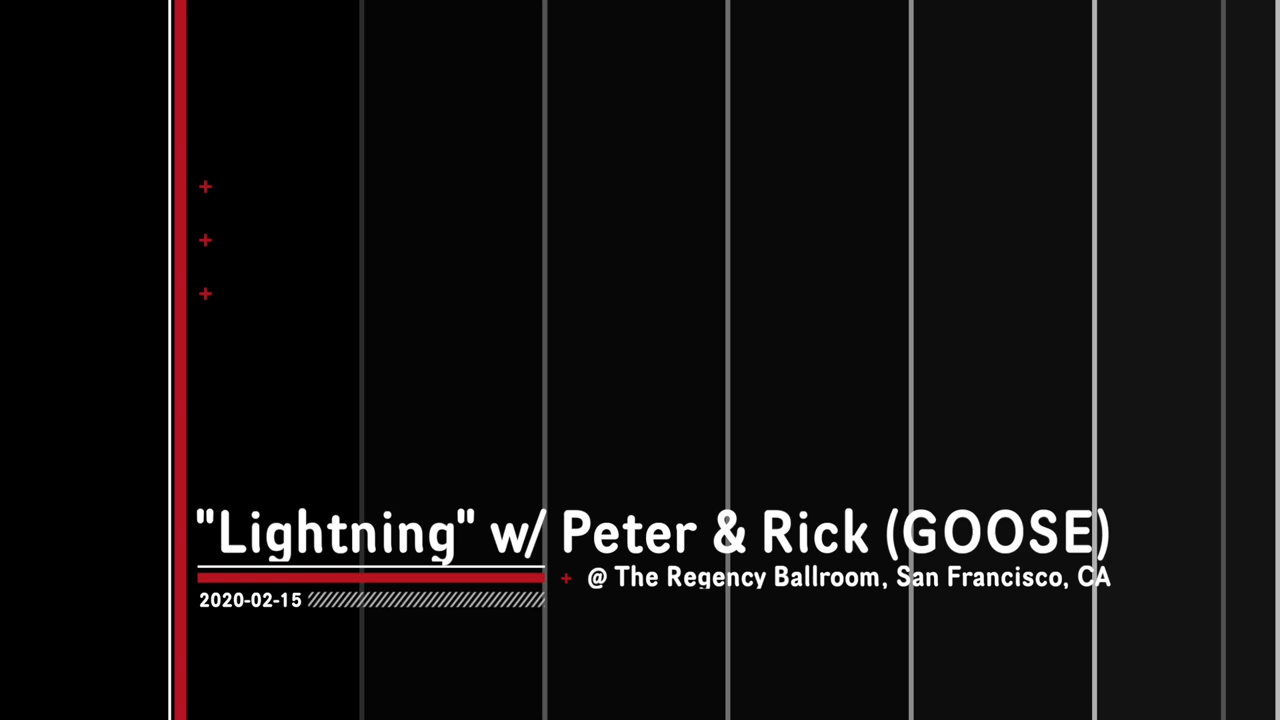 "Lightning" w/ Peter & Rick (GOOSE)
@ The Regency Ballroom, San Francisco, CA
2020-02-15